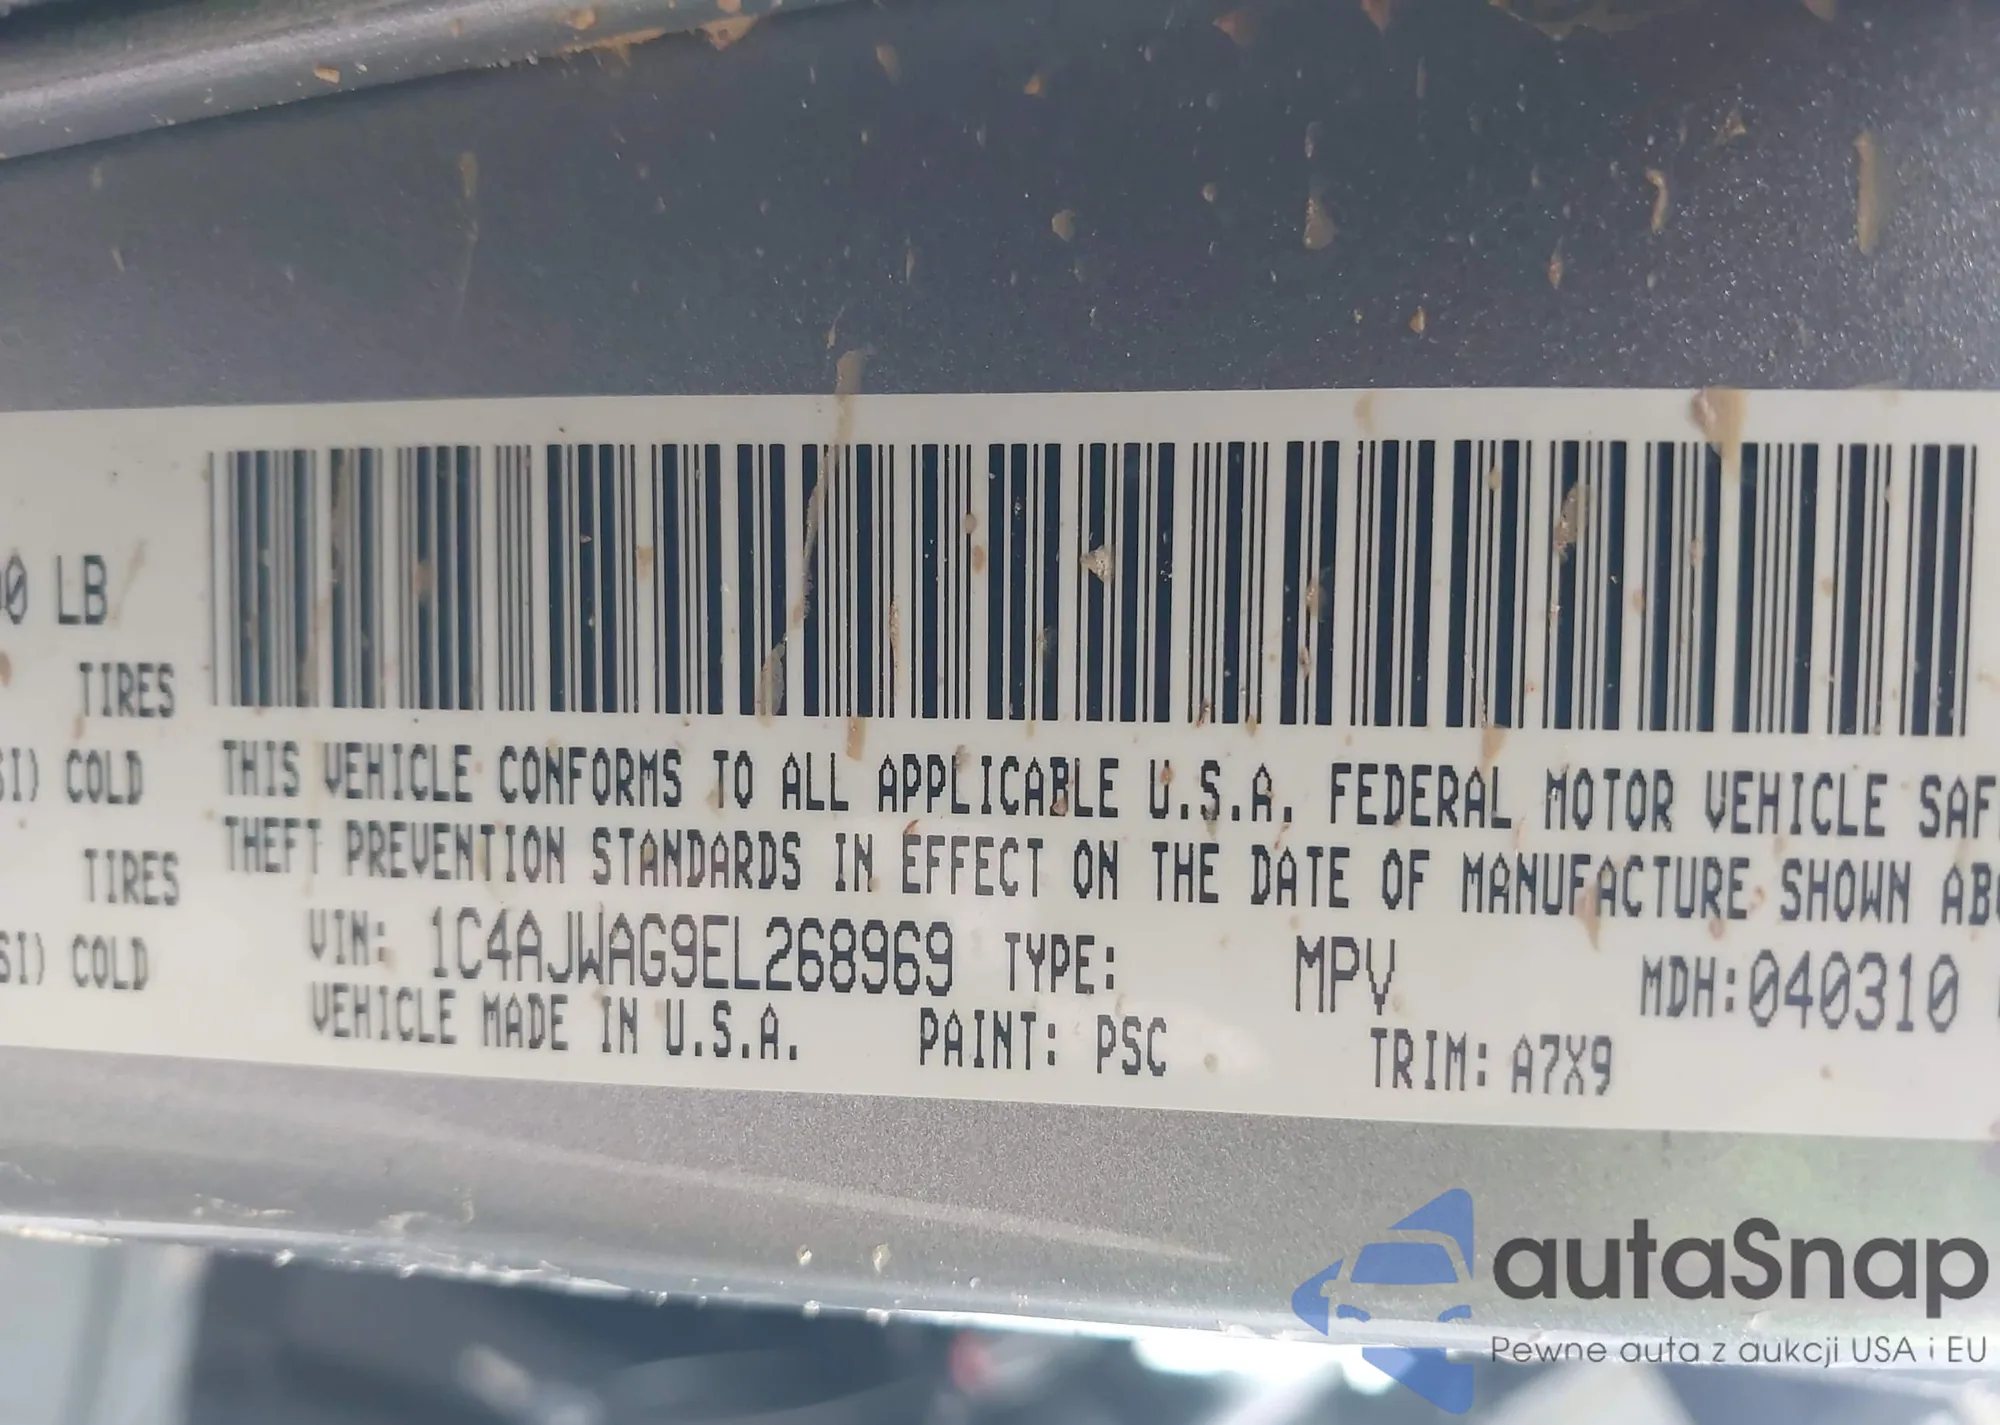 00 LB
TIRES
SI) COLD
TIRES
SI) COLD
THIS VEHICLE CONFORMS TO ALL APPLICABLE U.S.A. FEDERAL MOTOR VEHICLE SAF
THEFT PREVENTION STANDARDS IN EFFECT ON THE DATE OF MANUFACTURE SHOWN ABO
VIN: 1C4AJWAG9EL268969 TYPE: MPV MDH:040310
VEHICLE MADE IN U.S.A. PAINT: PSC TRIM: A7X9
autaSnap
Pewne auta z aukcji USA i EU